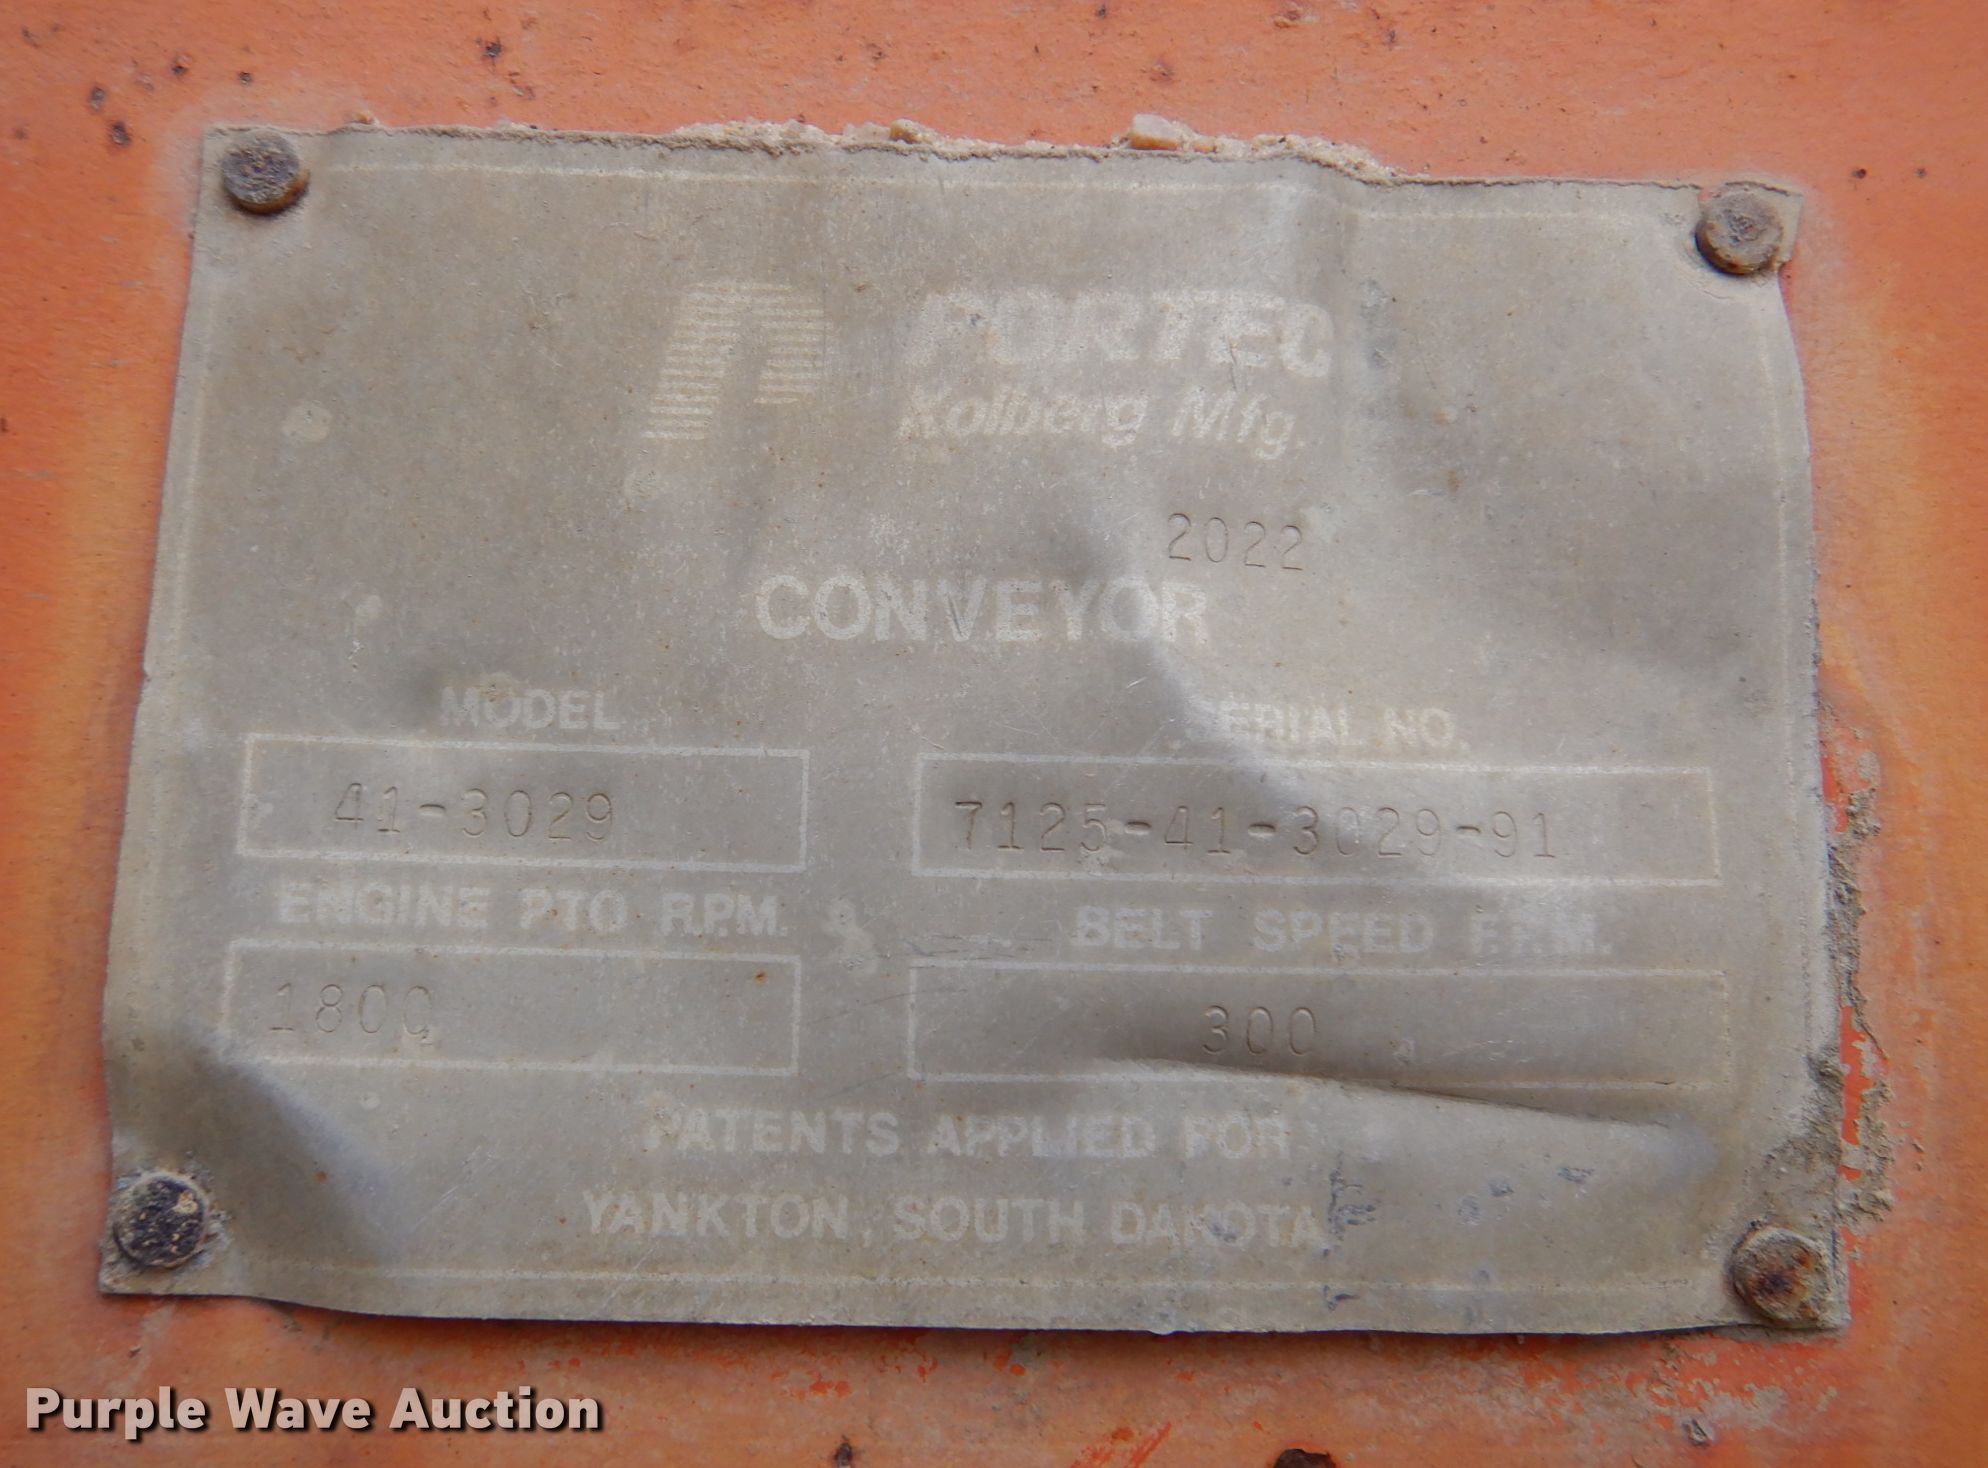 PORTEC
Kolberg Mfg.
2022
CONVEYOR
MODEL
SERIAL NO.
41-3029
7125-41-3029-91
ENGINE PTO R.P.M.
BELT SPEED F.P.M.
1800
300
PATENTS APPLIED FOR
YANKTON, SOUTH DAKOTA
Purple Wave Auction